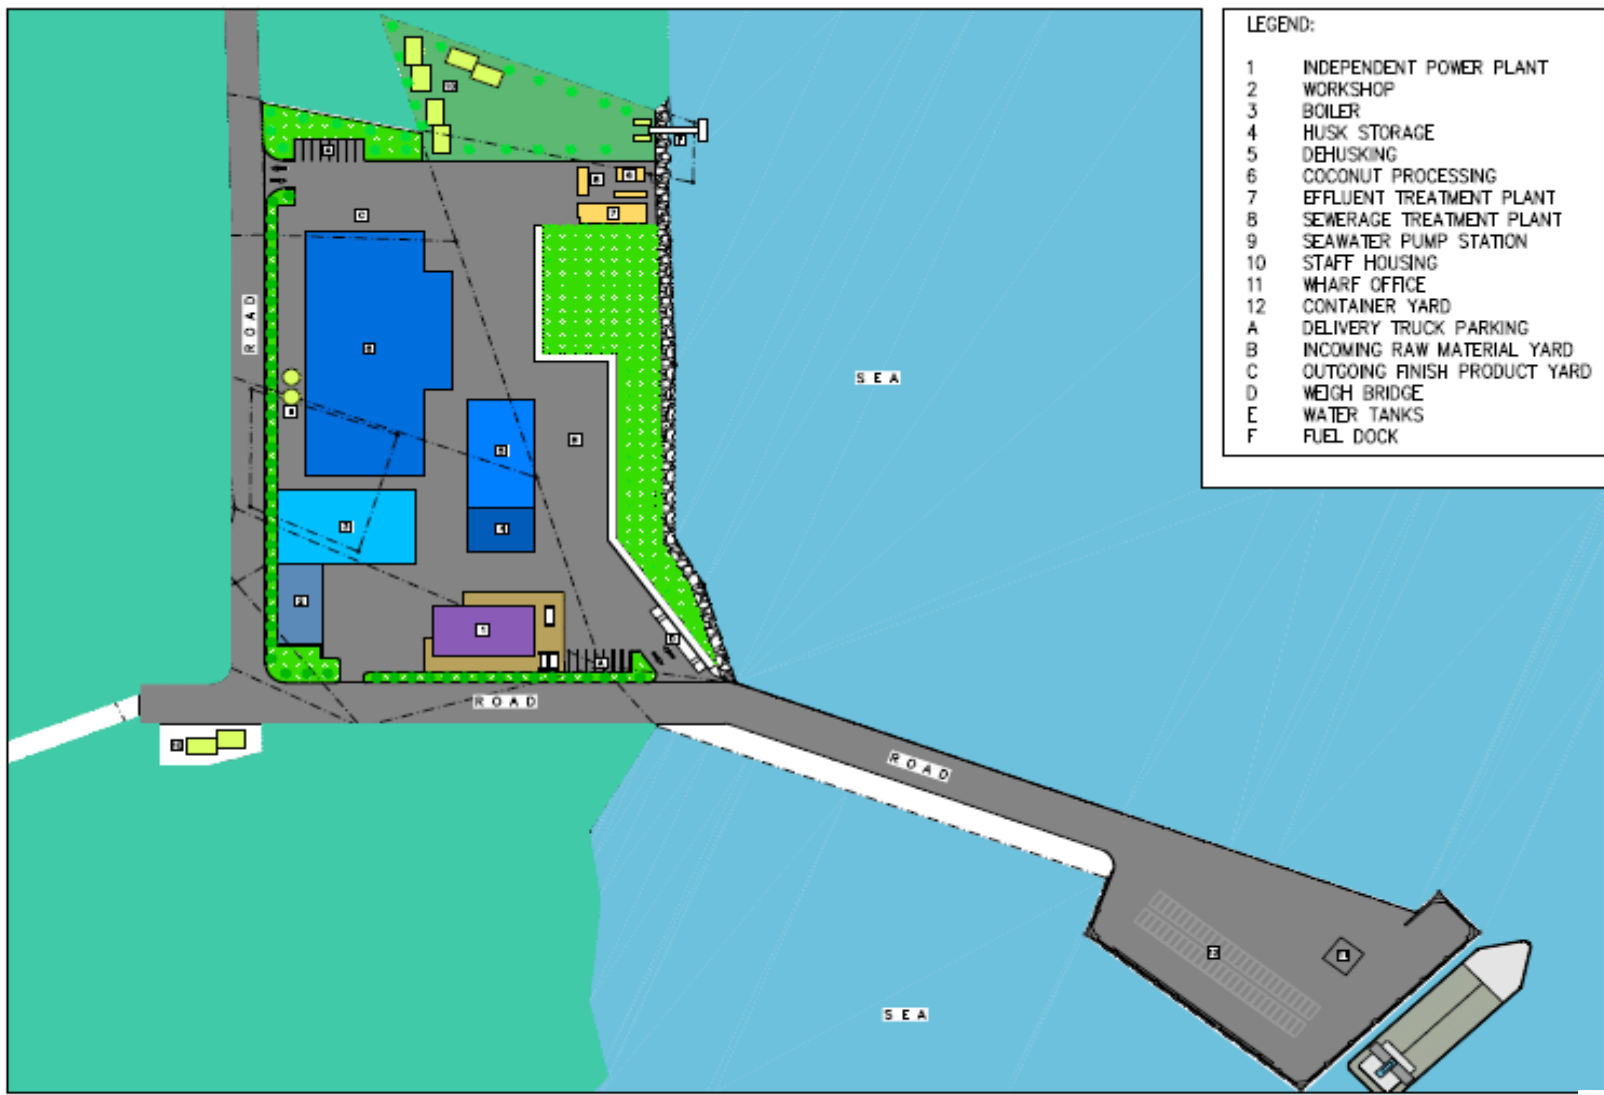 LEGEND:
1 INDEPENDENT POWER PLANT
2 WORKSHOP
3 BOILER
4 HUSK STORAGE
5 DEHUSKING
6 COCONUT PROCESSING
7 EFFLUENT TREATMENT PLANT
8 SEWERAGE TREATMENT PLANT
9 SEAWATER PUMP STATION
10 STAFF HOUSING
11 WHARF OFFICE
12 CONTAINER YARD
A DELIVERY TRUCK PARKING
B INCOMING RAW MATERIAL YARD
C OUTGOING FINISH PRODUCT YARD
D WEIGH BRIDGE
E WATER TANKS
F FUEL DOCK
A
C
7
ROAD
SEA
1
A
ROAD
ROAD
SEA